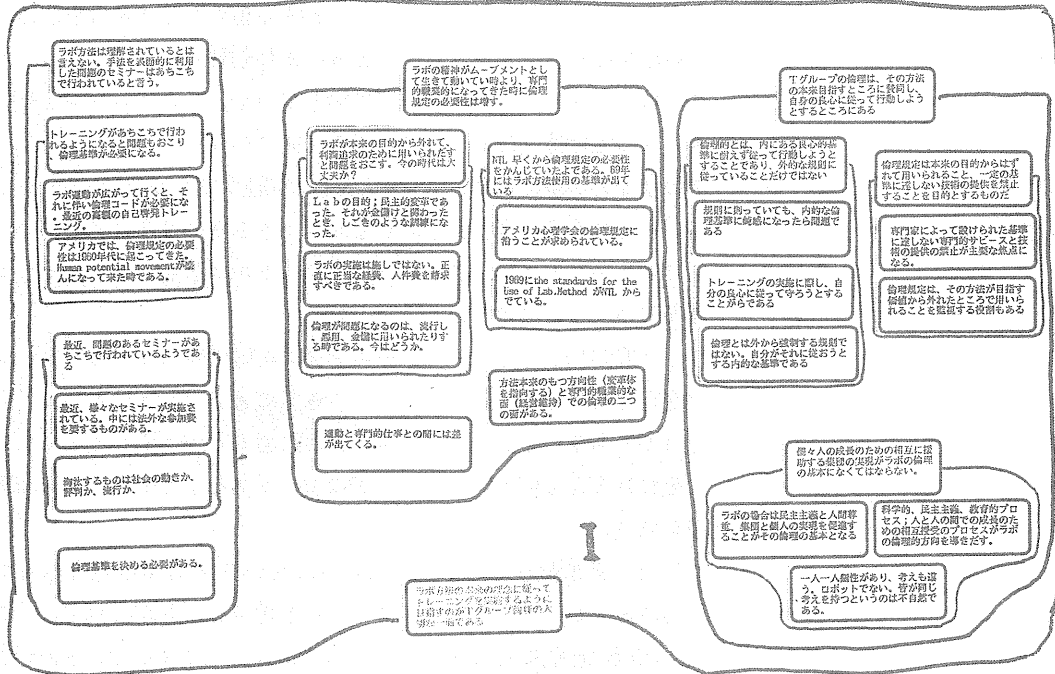 ラボ方法は理解されているとは
言えない。手法を表面的に利用
した問題のセミナーはあちこち
で行われていると言う。
トレーニングがあちこちで行わ
れるようになると問題もおこり
、倫理基準が必要になる。
ラボ運動が広がって行くと、そ
れに伴い倫理コードが必要にな
る。最近の高額の自己啓発トレー
ニング。
アメリカでは、倫理規定の必要
性は1960年代に起こってきた。
Human potential movementが盛
んになって来た時である。
最近、問題のあるセミナーがあ
ちこちで行われているようであ
る
最近、様々なセミナーが実施さ
れている。中には法外な参加費
を要するものがある。
淘汰するものは社会の動きか、
評判か、流行か、
倫理基準を決める必要がある。
ラボの精神がムーブメントとし
て生きて動いてい時より、専門
的職業的になってきた時に倫理
規定の必要性は増す。
ラボが本来の目的から外れて、
利潤追求のために用いられだす
と問題をおこす。今の時代は大
丈夫か?
Labの目的;民主的変革であ
った。それが金儲けと関わった
とき、しごきのような訓練にな
った。
ラボの実施は施しではない。正
直に正当な経費、人件費を請求
すべきである。
倫理が問題になるのは、流行し
、悪用、金儲に用いられたりす
る時である。今はどうか。
NTL 早くから倫理規定の必要性
をかんじていたよである。69年
にはラボ方法使用の基準が出て
いる
アメリカ心理学会の倫理規定に
沿うことが求められている。
1969にthe standards for the
Use of Lab.Method がNTL から
でている。
方法本来のもつ方向性(変革体
を指向する)と専門的職業的な
面(経営維持)での倫理の二つ
の面がある。
運動と専門的仕事との間には差
が出てくる。
Tグループの倫理は、その方法
の本来目指すところに賛同し、
自身の良心に従って行動しよう
とするところにある
倫理的とは、内にある良心的基
準に耐えず従って行動しようと
することであり、外的な規則に
従っていることだけではない
規則に則っていても、内的な倫
理基準に鈍感になったら問題で
ある
トレーニングの実施に際し、自
分の良心に従って守ろうとする
ことがらである
倫理とは外から強制する規則で
はない。自分がそれに従おうと
する内的な基準である
倫理規定は本来の目的からはず
れて用いられること、一定の基
準に達しない技術の提供を禁止
することを目的とするものだ
専門家によって設けられた基準
に達しない専門的サビースと技
術の提供の禁止が主要な焦点に
なる。
倫理規定は、その方法が目指す
価値から外れたところで用いら
れることを監視する役割もある
個々人の成長のための相互に援
助する集団の実現がラボの倫理
の基本になくてはならない。
ラボの場合は民主主義と人間尊
重、集団と個人の実現を促進す
ることがその倫理の基本となる
科学的、民主主義、教育的プロ
セス;人と人の間での成長のた
めの相互授受のプロセスがラボ
の倫理的方向を導きだす。
一人一人個性があり、考えも違
う。ロボットでない。皆が同じ
考えを持つというのは不自然で
ある。
I
ラボ方法の本来の理念に従って
トレーニングを実施するように
目指すのがTグループ倫理の大
切な一面である